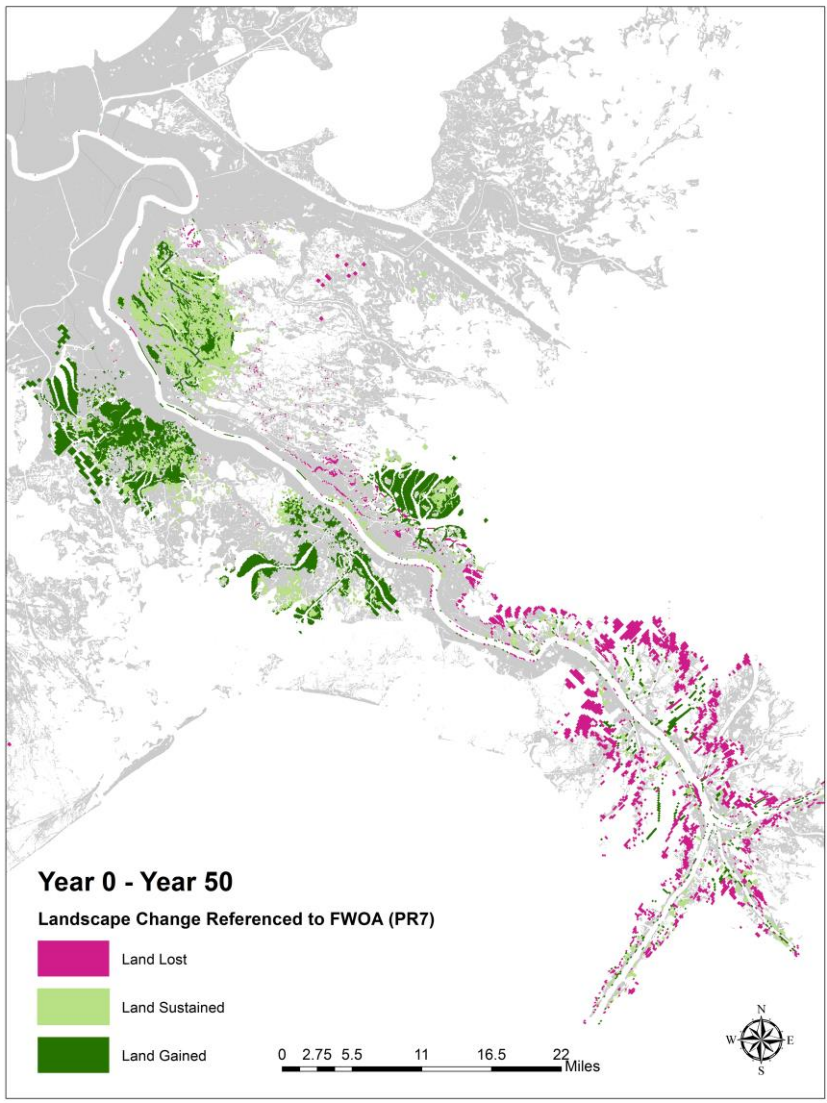 Year 0 - Year 50
Landscape Change Referenced to FWOA (PR7)
Land Lost
Land Sustained
Land Gained
0 2.75 5.5 11 16.5 22
Miles
N
W E
S